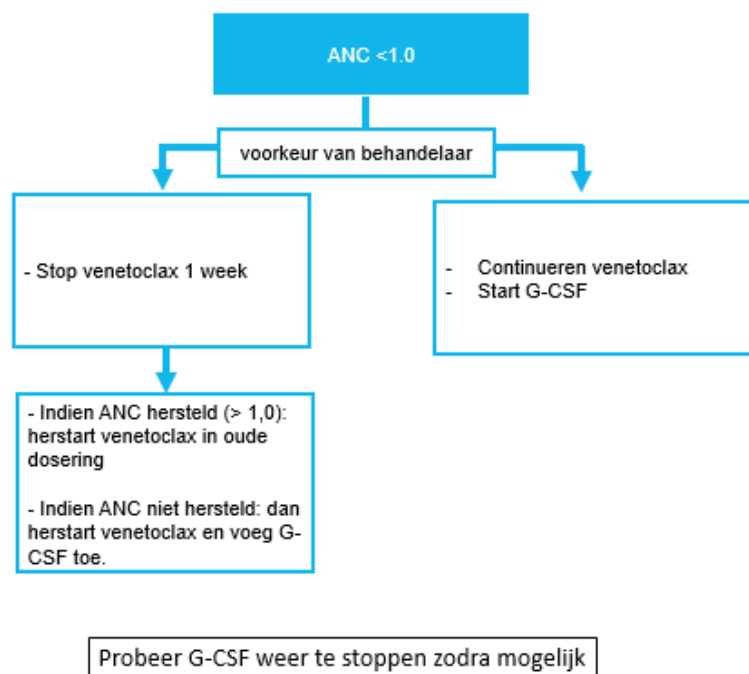 ANC <1.0
voorkeur van behandelaar
- Stop venetoclax 1 week
- Continueren venetoclax
- Start G-CSF
- Indien ANC hersteld (> 1,0):
herstart venetoclax in oude
dosering
- Indien ANC niet hersteld: dan
herstart venetoclax en voeg G-
CSF toe.
Probeer G-CSF weer te stoppen zodra mogelijk